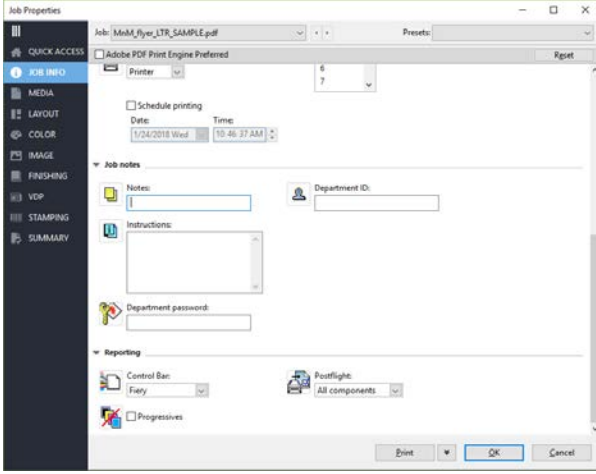 Job Properties
Job: MnM_flyer_LTR_SAMPLE.pdf
Presets:
QUICK ACCESS
Adobe PDF Print Engine Preferred
Reset
JOB INFO
Printer
6
7
MEDIA
LAYOUT
Schedule printing
COLOR
Date: Time:
1/24/2018 Wed 10:46:37 AM
IMAGE
Job notes
FINISHING
Notes: Department ID:
VDP
STAMPING
Instructions:
SUMMARY
Department password:
Reporting
Control Bar: Postflight:
Fiery All components
Progressives
Print OK Cancel